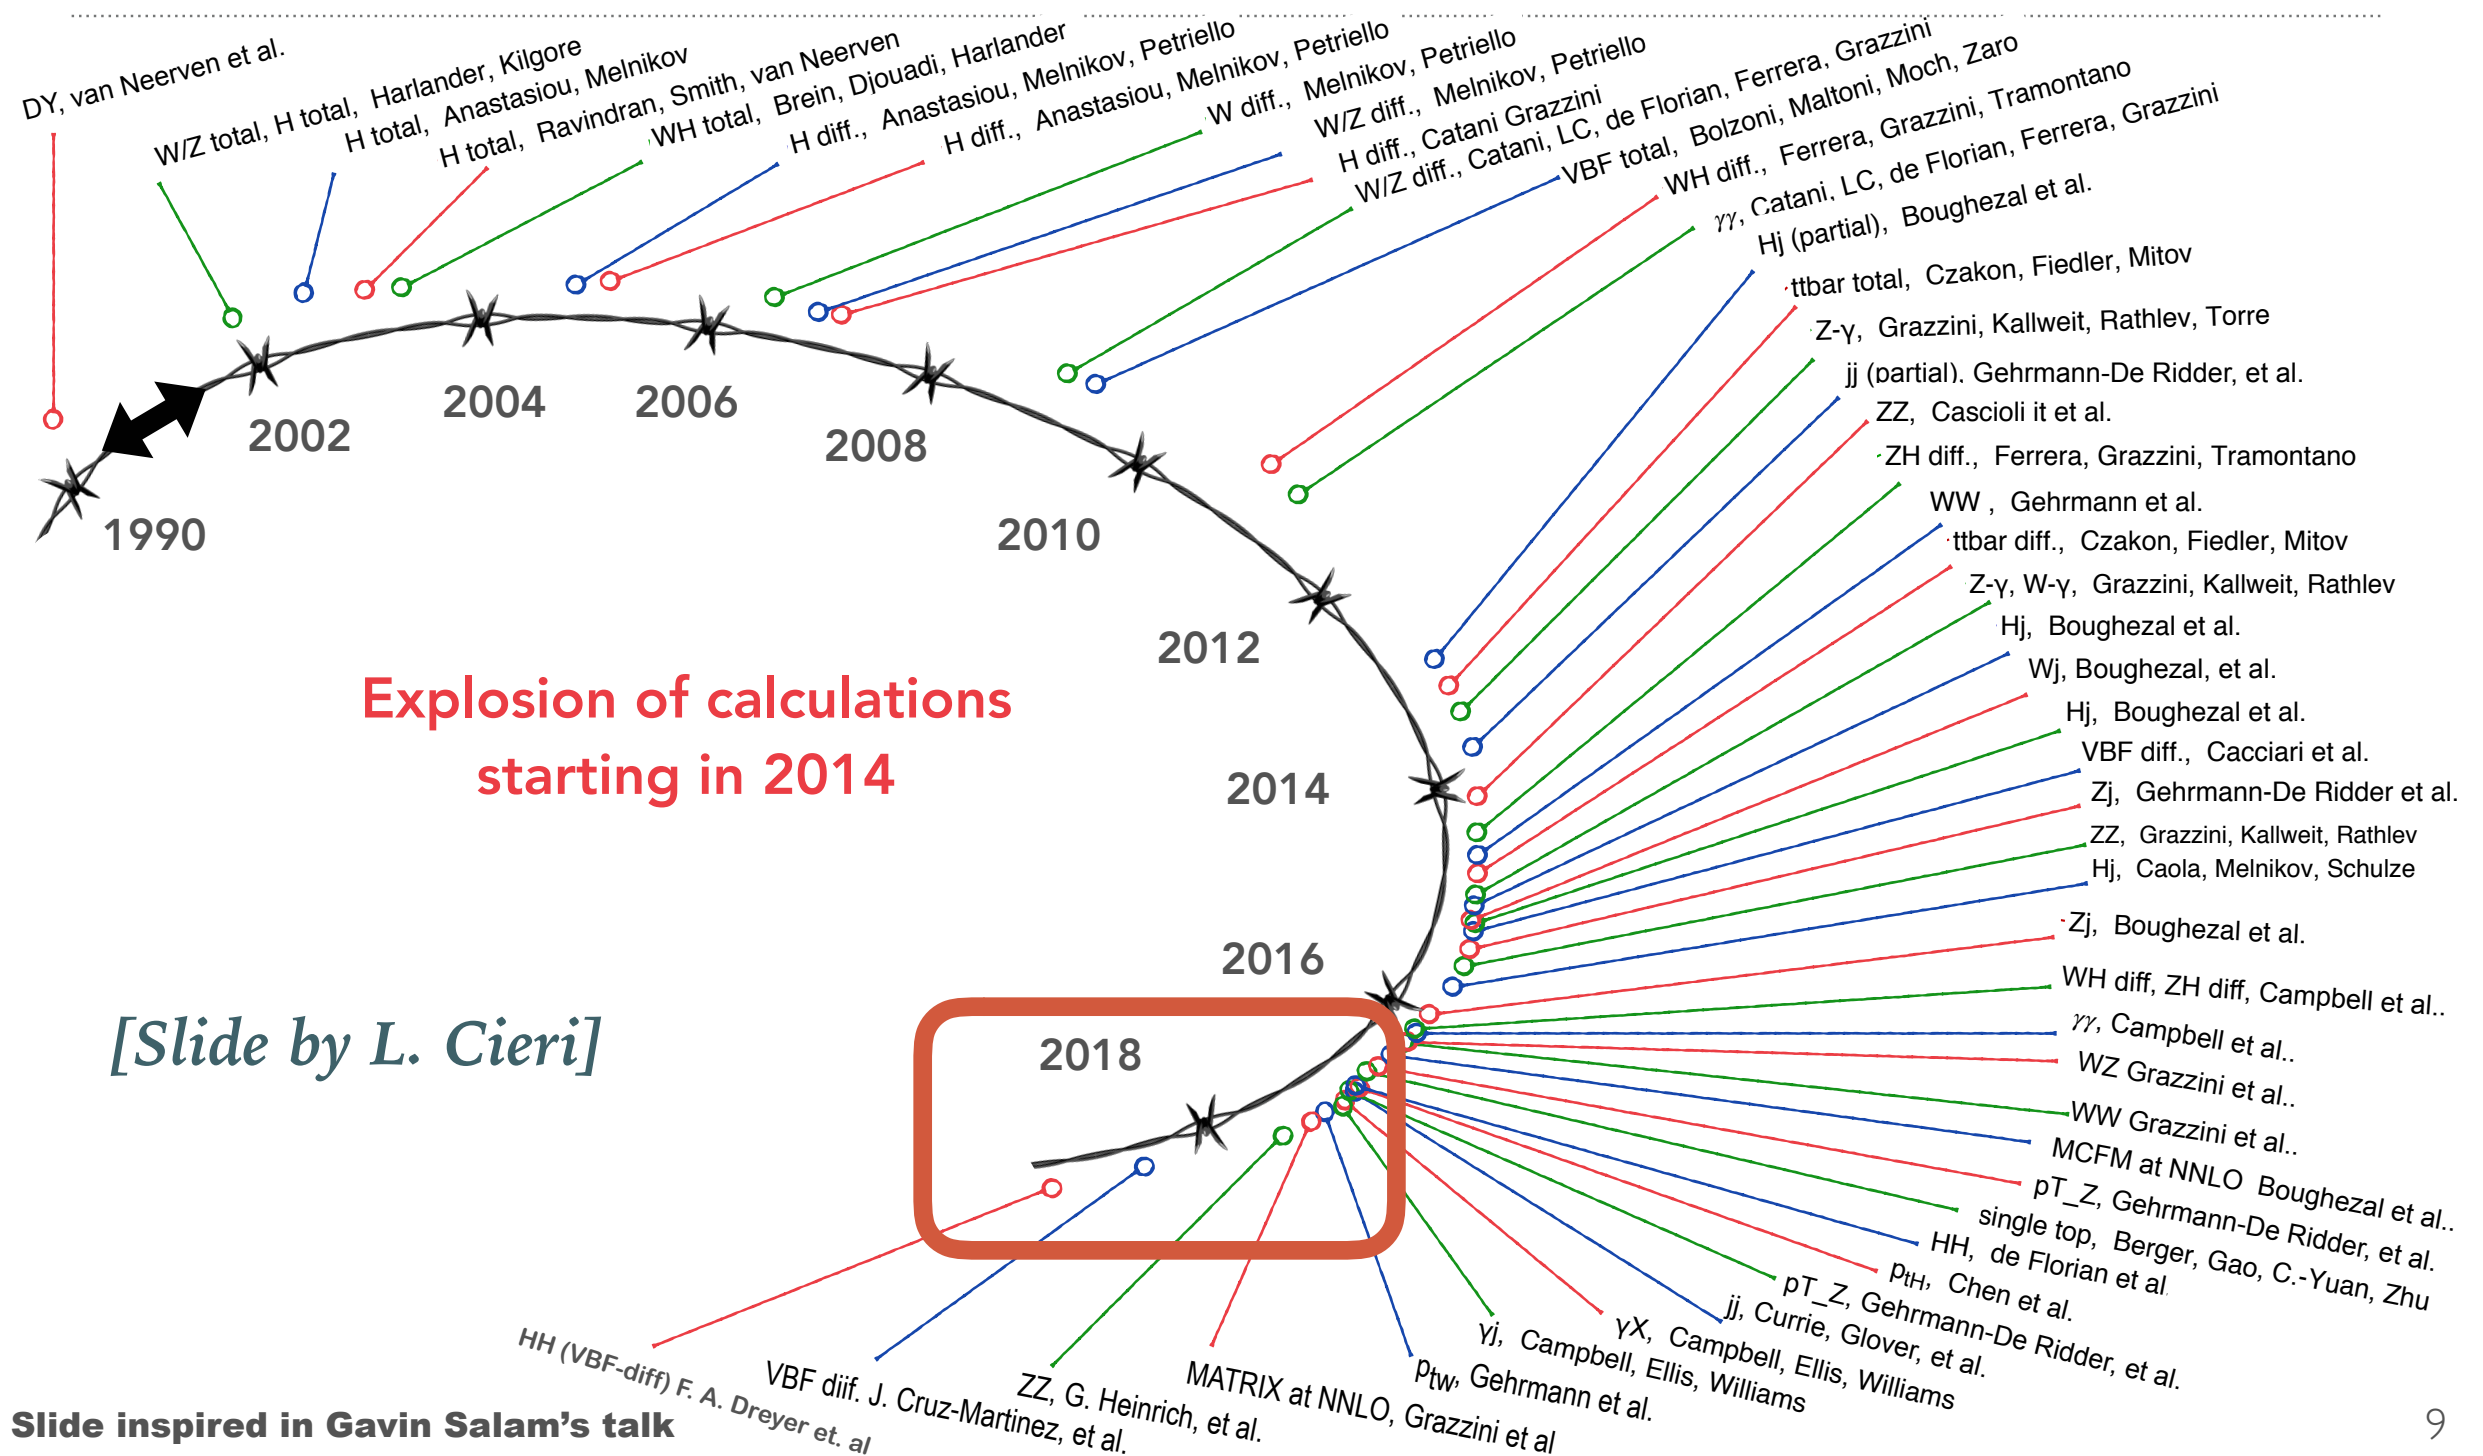 DY, van Neerven et al.
W/Z total, H total, Harlander, Kilgore
H total, Anastasiou, Melnikov
H total, Ravindran, Smith, van Neerven
WH total, Brein, Djouadi, Harlander
H diff., Anastasiou, Melnikov, Petriello
H diff., Anastasiou, Melnikov, Petriello
W diff., Melnikov, Petriello
W/Z diff., Melnikov, Petriello
H diff., Catani Grazzini
W/Z diff., Catani, LC, de Florian, Ferrera, Grazzini
VBF total, Bolzoni, Maltoni, Moch, Zaro
WH diff., Ferrera, Grazzini, Tramontano
γγ, Catani, LC, de Florian, Ferrera, Grazzini
Hj (partial), Boughezal et al.
ttbar total, Czakon, Fiedler, Mitov
Z-γ, Grazzini, Kallweit, Rathlev, Torre
jj (partial), Gehrmann-De Ridder, et al.
ZZ, Cascioli it et al.
ZH diff., Ferrera, Grazzini, Tramontano
WW , Gehrmann et al.
ttbar diff., Czakon, Fiedler, Mitov
Z-γ, W-γ, Grazzini, Kallweit, Rathlev
Hj, Boughezal et al.
Wj, Boughezal, et al.
Hj, Boughezal et al.
VBF diff., Cacciari et al.
Zj, Gehrmann-De Ridder et al.
ZZ, Grazzini, Kallweit, Rathlev
Hj, Caola, Melnikov, Schulze
Zj, Boughezal et al.
WH diff, ZH diff, Campbell et al..
γγ, Campbell et al..
WZ Grazzini et al..
WW Grazzini et al..
MCFM at NNLO Boughezal et al..
pT_Z, Gehrmann-De Ridder, et al.
single top, Berger, Gao, C.-Yuan, Zhu
HH, de Florian et al.
ptH, Chen et al.
pT_Z, Gehrmann-De Ridder, et al.
jj, Currie, Glover, et al.
γX, Campbell, Ellis, Williams
γj, Campbell, Ellis, Williams
ptw, Gehrmann et al.
MATRIX at NNLO, Grazzini et al
ZZ, G. Heinrich, et al.
VBF diif. J. Cruz-Martinez, et al.
HH (VBF-diff) F. A. Dreyer et. al
1990
2002
2004
2006
2008
2010
2012
2014
2016
2018
Explosion of calculations
starting in 2014
[Slide by L. Cieri]
Slide inspired in Gavin Salam's talk
9